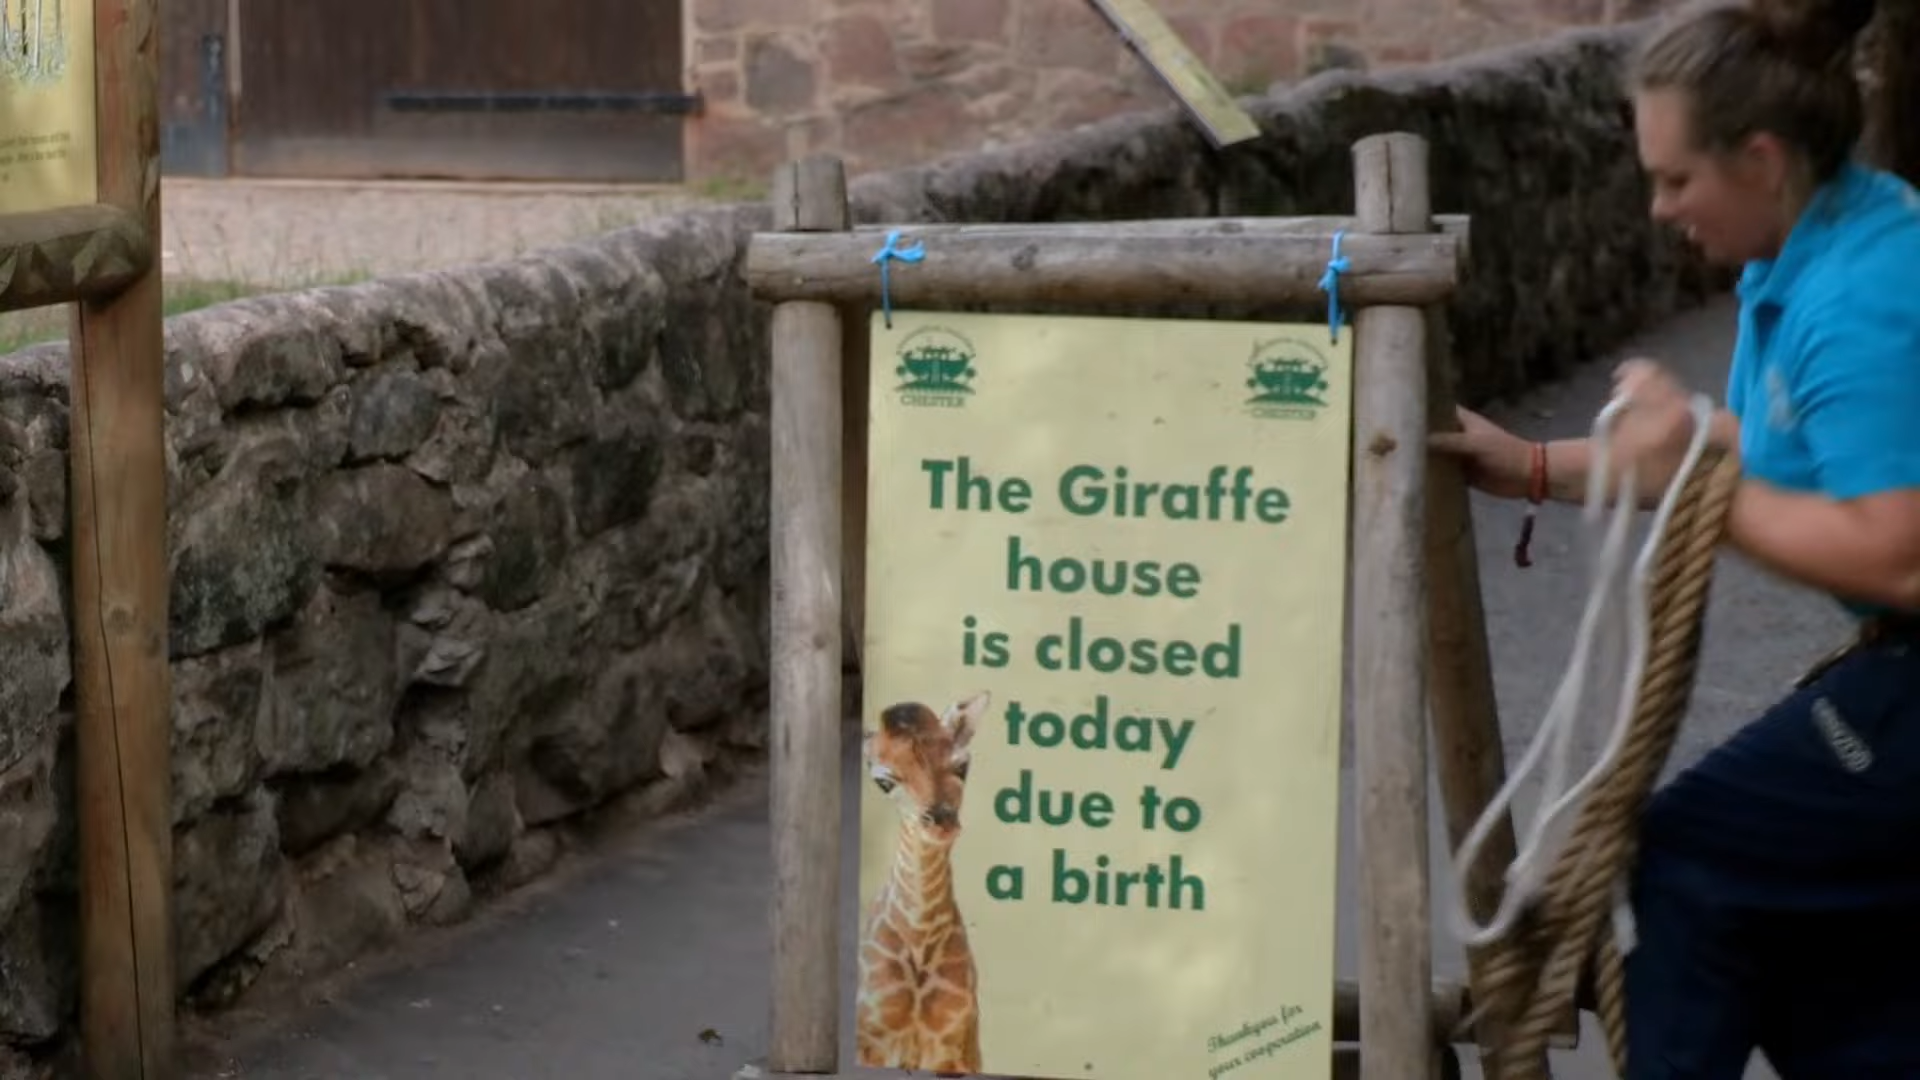 CHESTER
CHESTER
The Giraffe
house
is closed
today
due to
a birth
Thankyou for
your cooperation